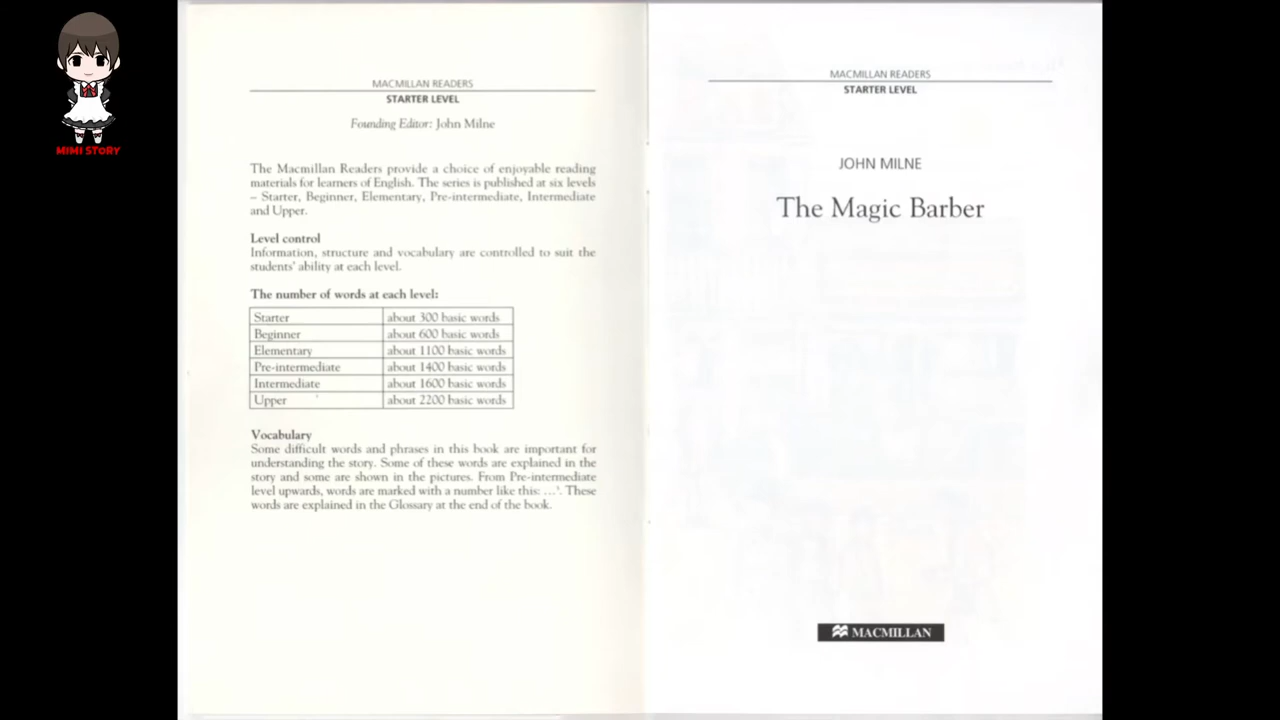 MIMI STORY
MACMILLAN READERS
STARTER LEVEL
Founding Editor: John Milne
The Macmillan Readers provide a choice of enjoyable reading
materials for learners of English. The series is published at six levels
– Starter, Beginner, Elementary, Pre-intermediate, Intermediate
and Upper.
Level control
Information, structure and vocabulary are controlled to suit the
students' ability at each level.
The number of words at each level:
Starter about 300 basic words
Beginner about 600 basic words
Elementary about 1100 basic words
Pre-intermediate about 1400 basic words
Intermediate about 1600 basic words
Upper about 2200 basic words
Vocabulary
Some difficult words and phrases in this book are important for
understanding the story. Some of these words are explained in the
story and some are shown in the pictures. From Pre-intermediate
level upwards, words are marked with a number like this: ...¹. These
words are explained in the Glossary at the end of the book.
MACMILLAN READERS
STARTER LEVEL
JOHN MILNE
The Magic Barber
MACMILLAN